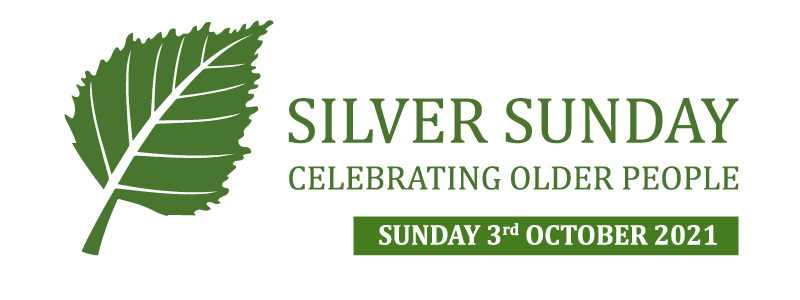 SILVER SUNDAY
CELEBRATING OLDER PEOPLE
SUNDAY 3rd OCTOBER 2021